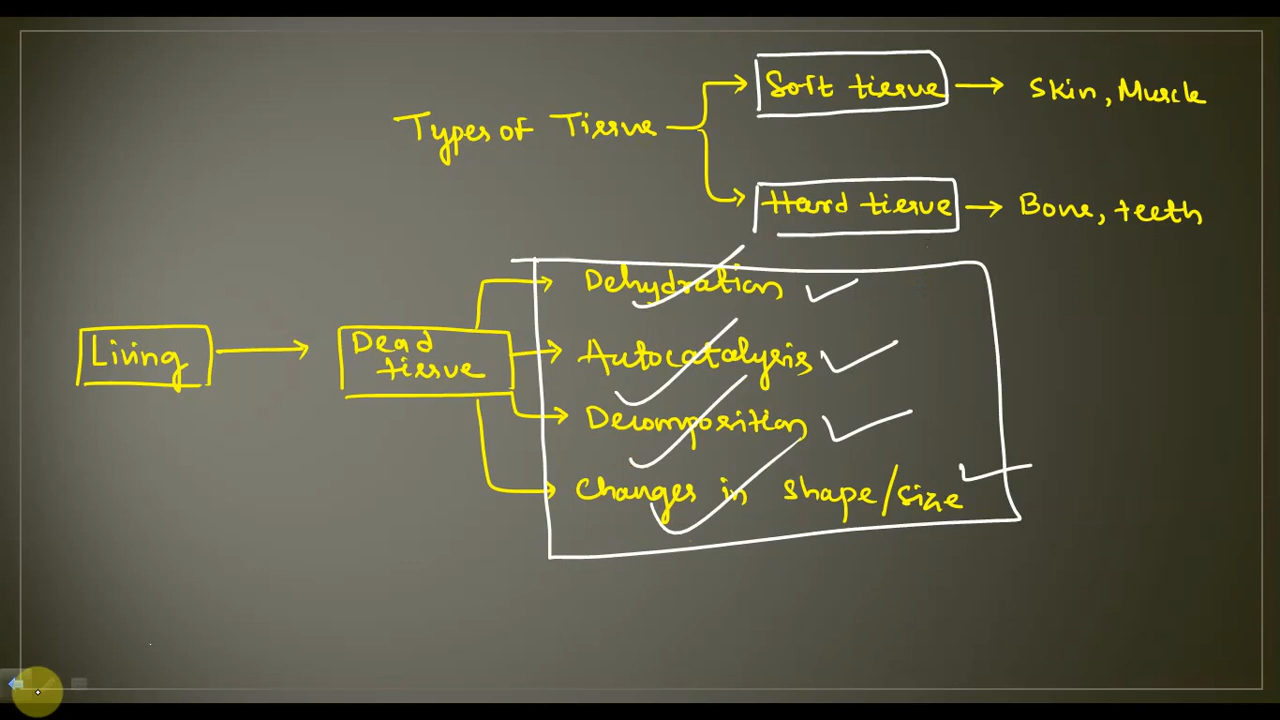 Types of Tissue
Soft tissue
Skin, Muscle
Hard tissue
Bone, teeth
Living
Dead
tissue
Dehydration
Autocatalysis
Decomposition
Changes in shape/size